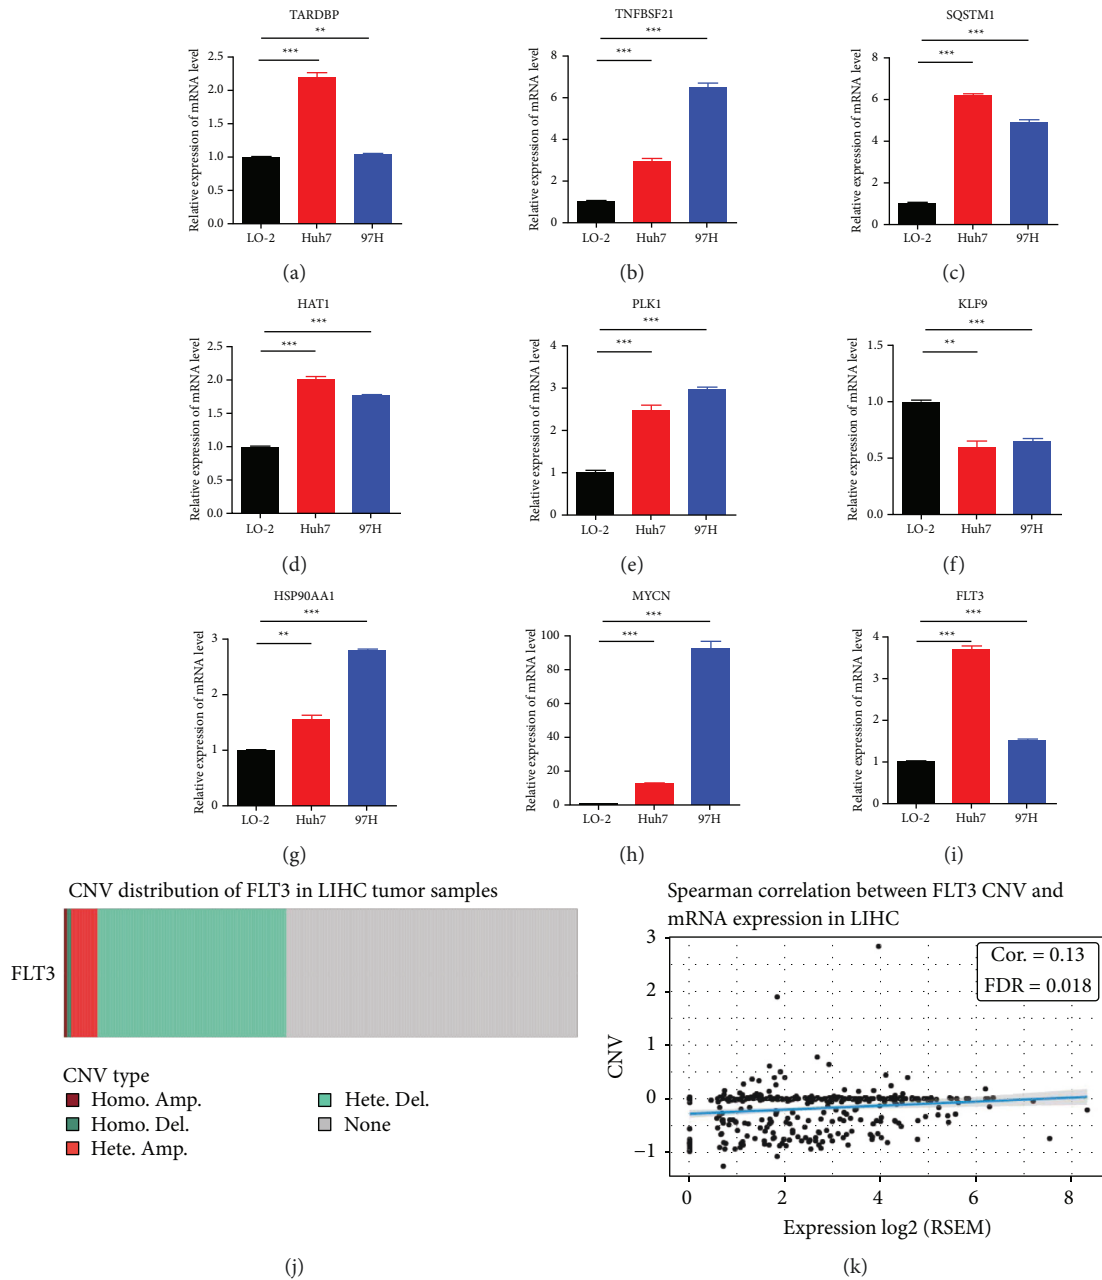 TARDBP
**
***
Relative expression of mRNA level
2.5
2.0
1.5
1.0
0.5
0.0
LO-2 Huh7 97H
(a)
TNFBSF21
***
***
Relative expression of mRNA level
8
6
4
2
0
LO-2 Huh7 97H
(b)
SQSTM1
***
***
Relative expression of mRNA level
8
6
4
2
0
LO-2 Huh7 97H
(c)
HAT1
***
***
Relative expression of mRNA level
2.5
2.0
1.5
1.0
0.5
0.0
LO-2 Huh7 97H
(d)
PLK1
***
***
Relative expression of mRNA level
4
3
2
1
0
LO-2 Huh7 97H
(e)
KLF9
***
**
Relative expression of mRNA level
1.5
1.0
0.5
0.0
LO-2 Huh7 97H
(f)
HSP90AA1
***
**
Relative expression of mRNA level
3
2
1
0
LO-2 Huh7 97H
(g)
MYCN
***
***
Relative expression of mRNA level
100
80
60
40
20
0
LO-2 Huh7 97H
(h)
FLT3
***
***
Relative expression of mRNA level
4
3
2
1
0
LO-2 Huh7 97H
(i)
CNV distribution of FLT3 in LIHC tumor samples
FLT3
CNV type
Homo. Amp.
Homo. Del.
Hete. Amp.
Hete. Del.
None
(j)
Spearman correlation between FLT3 CNV and
mRNA expression in LIHC
Cor. = 0.13
FDR = 0.018
CNV
3
2
1
0
−1
0 2 4 6 8
Expression log2 (RSEM)
(k)